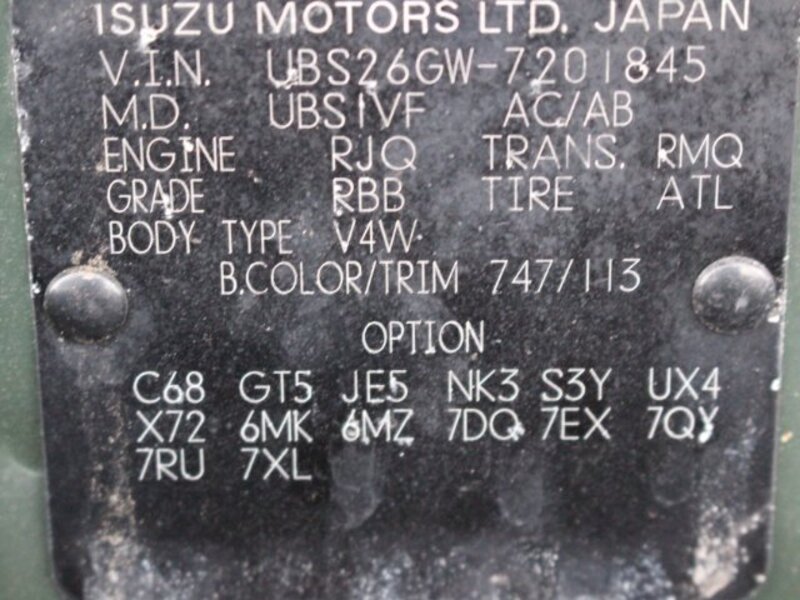 ISUZU MOTORS LTD. JAPAN
V.I.N. UBS26GW-7201845
M.D. UBS1VF AC/AB
ENGINE RJQ TRANS. RMQ
GRADE RBB TIRE ATL
BODY TYPE V4W
B.COLOR/TRIM 747/113
OPTION
C68 GT5 JE5 NK3 S3Y UX4
X72 6MK 6MZ 7DQ 7EX 7QY
7RU 7XL